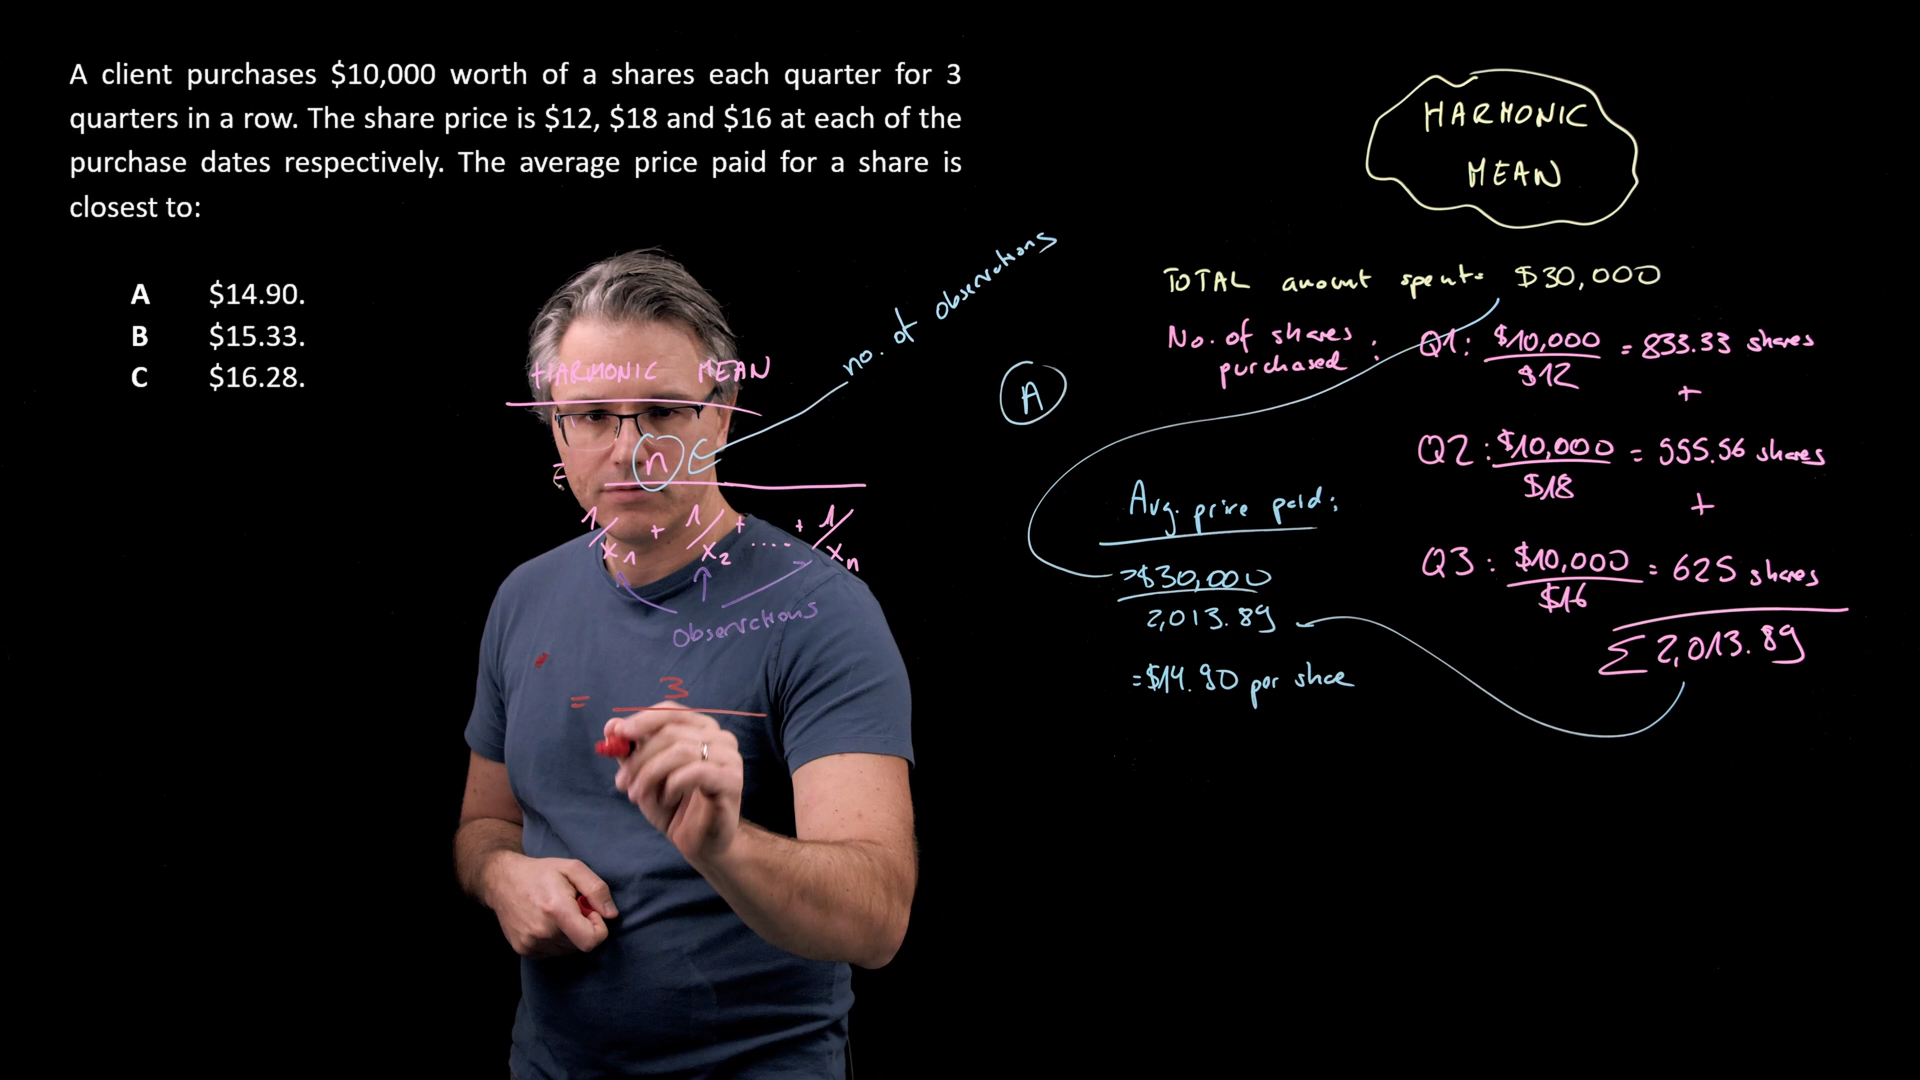 A client purchases $10,000 worth of a shares each quarter for 3
quarters in a row. The share price is $12, $18 and $16 at each of the
purchase dates respectively. The average price paid for a share is
closest to:
A $14.90.
B $15.33.
C $16.28.
HARMONIC MEAN
= n
1/x1 + 1/x2 + .... + 1/xn
no. of observations
Observations
= 3
A
HARMONIC
MEAN
TOTAL amount spent: $30,000
No. of shares
purchased :
Q1: $10,000 = 833.33 shares
$12
+
Q2: $10,000 = 555.56 shares
$18
+
Q3: $10,000 = 625 shares
$16
Σ 2,013.89
Avg. price paid:
$30,000
2,013.89
= $14.90 per share